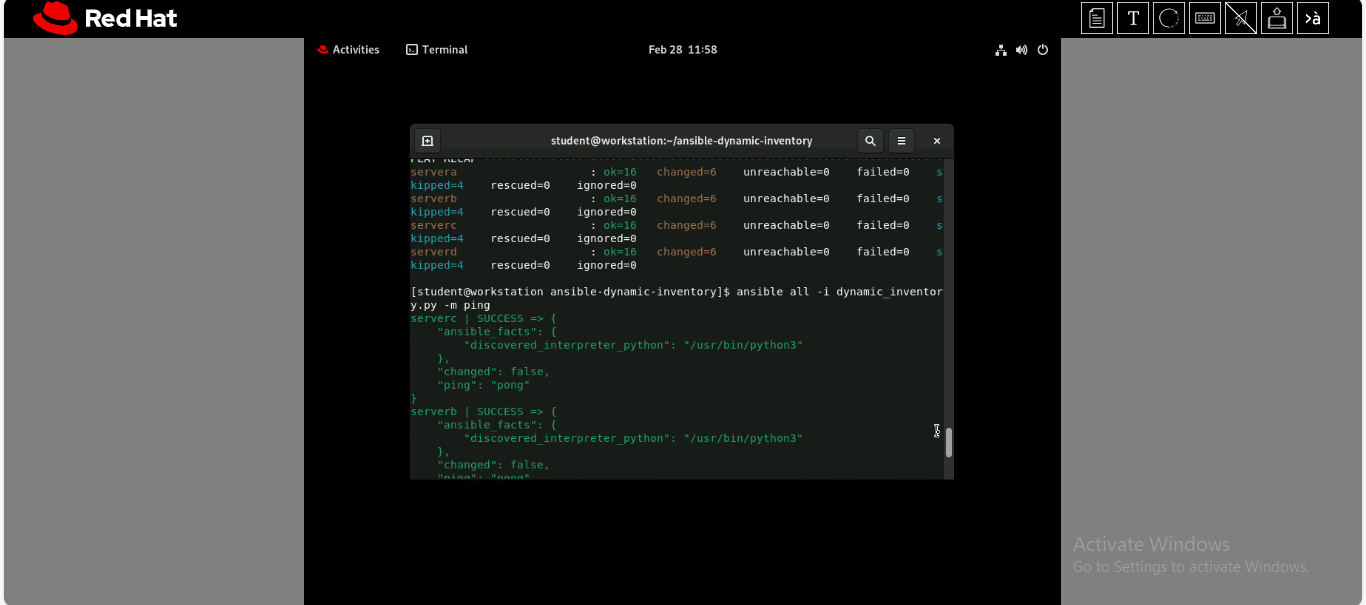 Red Hat
T
>à
Activities
Terminal
Feb 28 11:58
student@workstation:~/ansible-dynamic-inventory
PLAY RECAP
servera : ok=16 changed=6 unreachable=0 failed=0 s
kipped=4 rescued=0 ignored=0
serverb : ok=16 changed=6 unreachable=0 failed=0 s
kipped=4 rescued=0 ignored=0
serverc : ok=16 changed=6 unreachable=0 failed=0 s
kipped=4 rescued=0 ignored=0
serverd : ok=16 changed=6 unreachable=0 failed=0 s
kipped=4 rescued=0 ignored=0
[student@workstation ansible-dynamic-inventory]$ ansible all -i dynamic_inventor
y.py -m ping
serverc | SUCCESS => {
"ansible_facts": {
"discovered_interpreter_python": "/usr/bin/python3"
},
"changed": false,
"ping": "pong"
}
serverb | SUCCESS => {
"ansible_facts": {
"discovered_interpreter_python": "/usr/bin/python3"
},
"changed": false,
"ping": "pong"
Activate Windows
Go to Settings to activate Windows.